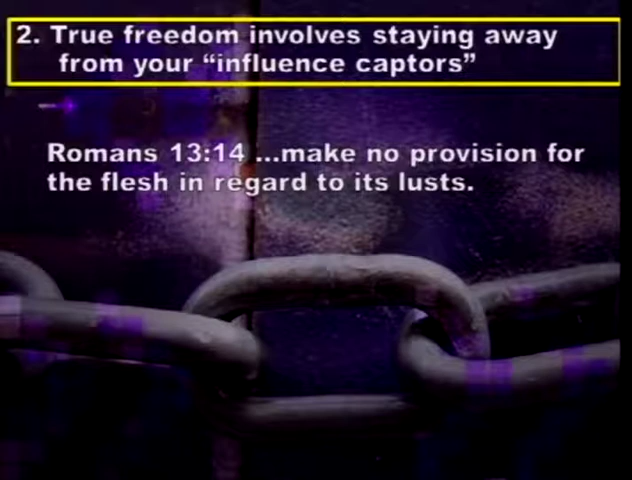 2. True freedom involves staying away
from your “influence captors”
Romans 13:14 ...make no provision for
the flesh in regard to its lusts.